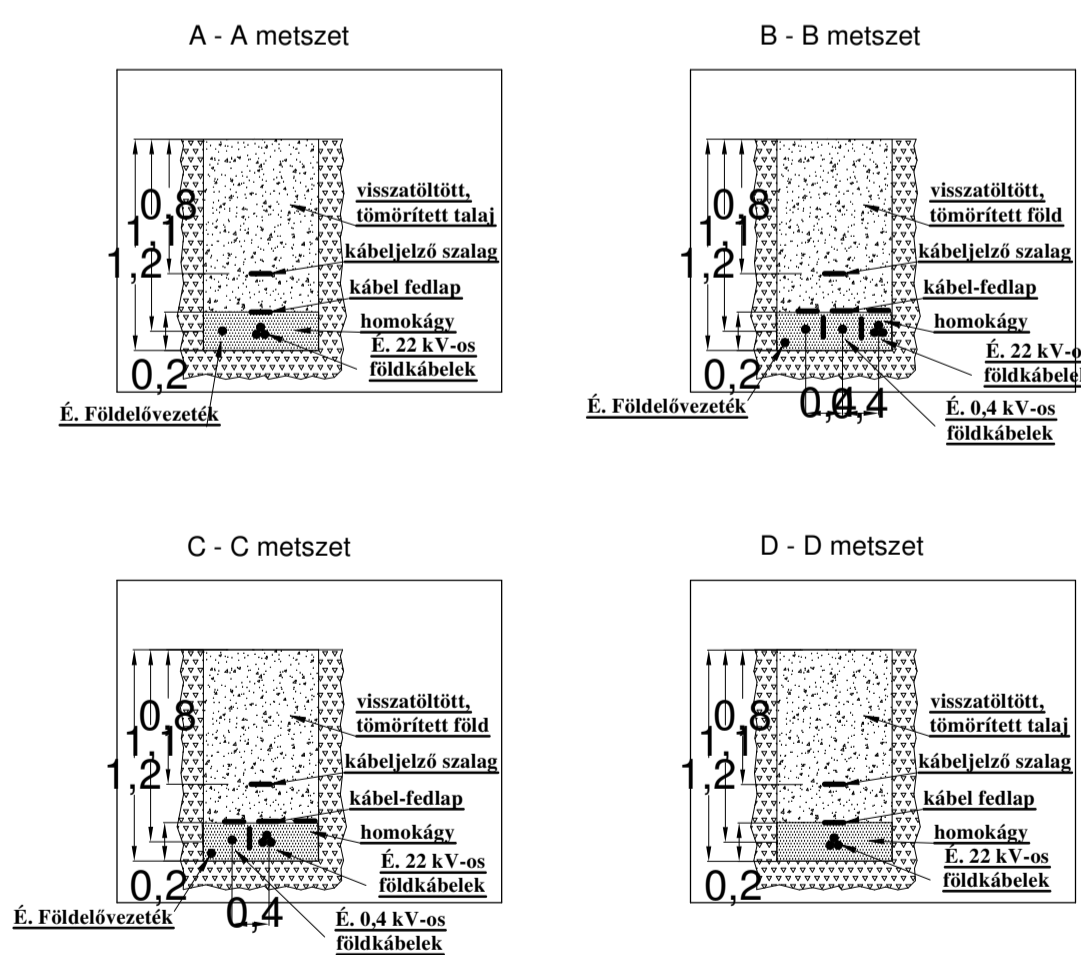 A - A metszet
0,8
1,1
1,2
0,2
visszatöltött,
tömörített talaj
kábeljelző szalag
kábel fedlap
homokágy
É. 22 kV-os
földkábelek
É. Földelővezeték
B - B metszet
0,8
1,1
1,2
0,2
visszatöltött,
tömörített föld
kábeljelző szalag
kábel-fedlap
homokágy
É. 22 kV-os
földkábelek
É. Földelővezeték
0,4
0,4
É. 0,4 kV-os
földkábelek
C - C metszet
0,8
1,1
1,2
0,2
visszatöltött,
tömörített föld
kábeljelző szalag
kábel-fedlap
homokágy
É. 22 kV-os
földkábelek
É. Földelővezeték
0,4
É. 0,4 kV-os
földkábelek
D - D metszet
0,8
1,1
1,2
0,2
visszatöltött,
tömörített talaj
kábeljelző szalag
kábel fedlap
homokágy
É. 22 kV-os
földkábelek